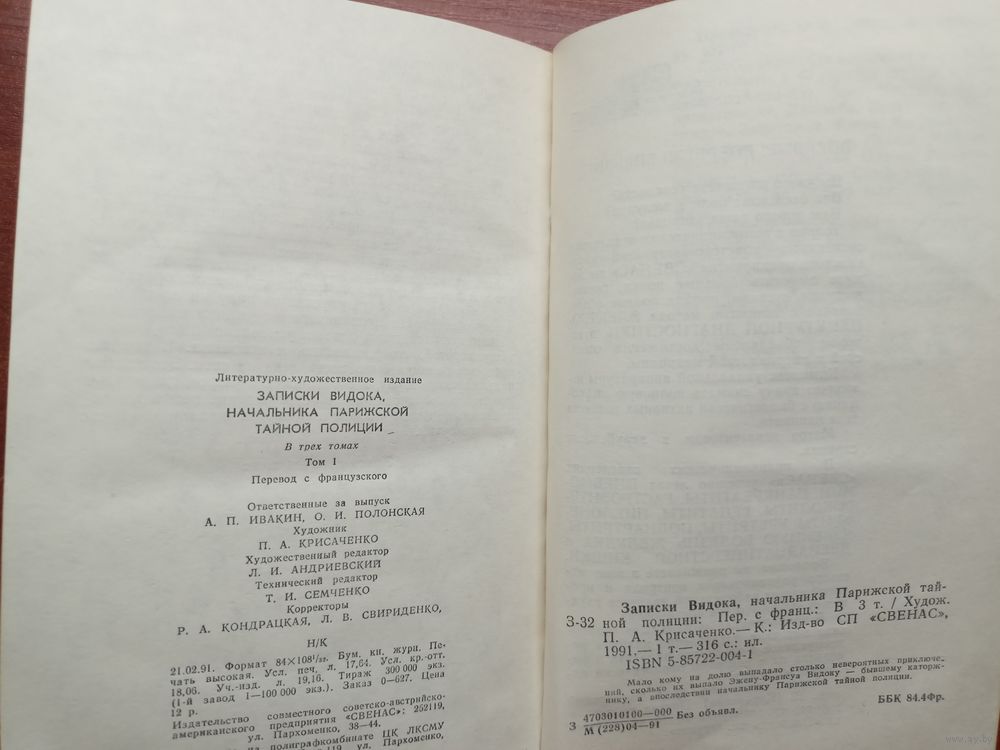 Литературно-художественное издание
ЗАПИСКИ ВИДОКА,
НАЧАЛЬНИКА ПАРИЖСКОЙ
ТАЙНОЙ ПОЛИЦИИ
В трех томах
Том I
Перевод с французского
Ответственные за выпуск
А. П. ИВАКИН, О. И. ПОЛОНСКАЯ
Художник
П. А. КРИСАЧЕНКО
Художественный редактор
Л. И. АНДРИЕВСКИЙ
Технический редактор
Т. И. СЕМЧЕНКО
Корректоры
Р. А. КОНДРАЦКАЯ, Л. В. СВИРИДЕНКО,
Н/К
21.02.91. Формат 84×108¹/₃₂. Бум. кн. журн. Пе-
чать высокая. Усл. печ. л. 17,64. Усл. кр.-отт.
18,06. Уч.-изд. л. 19,16. Тираж 300 000 экз.
(1-й завод 1—100 000 экз.). Заказ 0—627. Цена
12 р.
Издательство совместного советско-австрийско-
американского предприятия «СВЕНАС»: 252119,
ул. Пархоменко, 38—44.
на полиграфкомбинате ЦК ЛКСМУ
119, ул. Пархоменко,
Записки Видока, начальника Парижской тай-
З-32 ной полиции: Пер. с франц.: В 3 т. / Худож.
П. А. Крисаченко.— К.: Изд-во СП «СВЕНАС»,
1991.— 1 т.— 316 с.: ил.
ISBN 5-85722-004-1
Мало кому на долю выпадало столько невероятных приключе-
ний, сколько их выпало Эжену-Франсуа Видоку бывшему каторж-
нику, а впоследствии начальнику Парижской тайной полиции.
З 4703010100—000
М (228)04—91 Без объявл.
ББК 84.4Фр.
www.ay.by